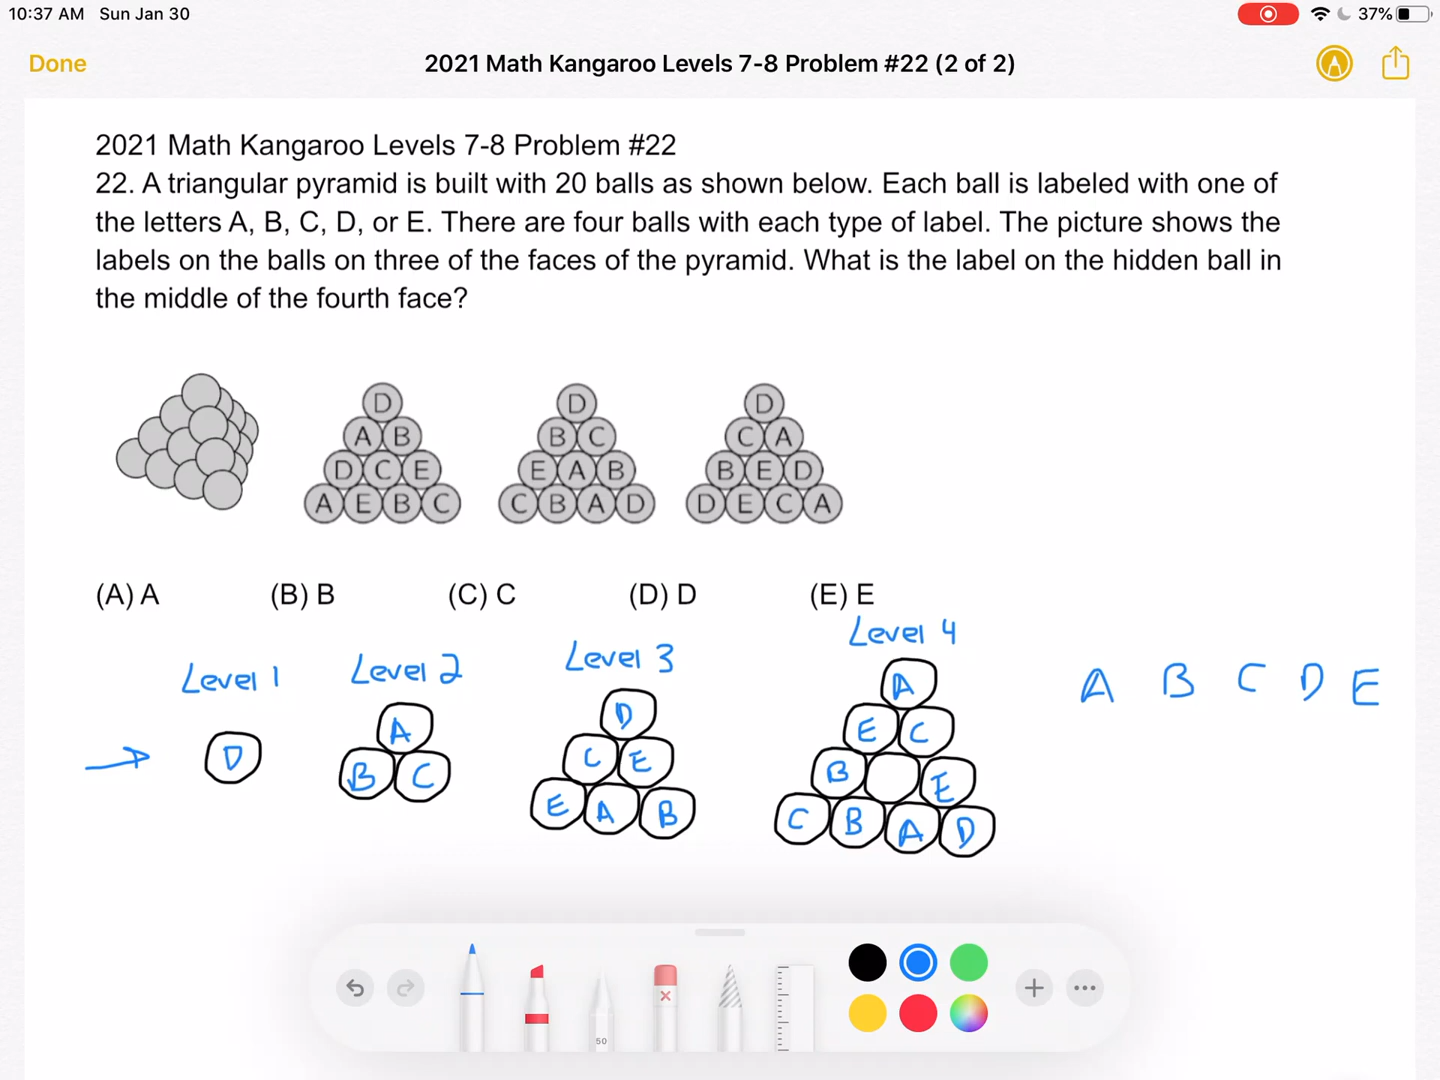 10:37 AM Sun Jan 30
37%
Done
2021 Math Kangaroo Levels 7-8 Problem #22 (2 of 2)
2021 Math Kangaroo Levels 7-8 Problem #22
22. A triangular pyramid is built with 20 balls as shown below. Each ball is labeled with one of
the letters A, B, C, D, or E. There are four balls with each type of label. The picture shows the
labels on the balls on three of the faces of the pyramid. What is the label on the hidden ball in
the middle of the fourth face?
D
A B
D C E
A E B C
D
B C
E A B
C B A D
D
C A
B E D
D E C A
(A) A (B) B (C) C (D) D (E) E
Level 1
D
Level 2
A
B C
Level 3
D
C E
E A B
Level 4
A
E C
B E
C B A D
A B C D E
50